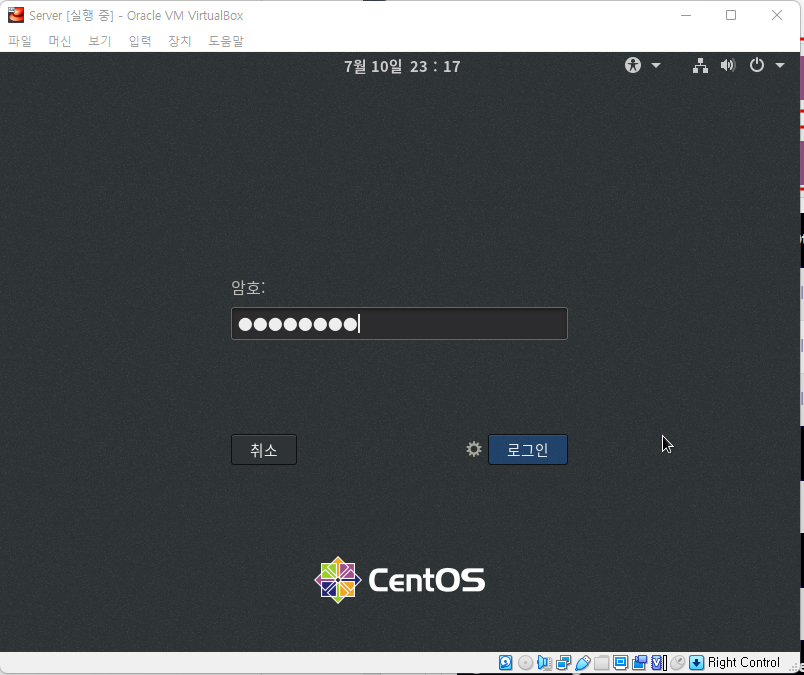 Server [실행 중] - Oracle VM VirtualBox
파일 머신 보기 입력 장치 도움말
7월 10일 23 : 17
암호:
●●●●●●●●
취소 로그인
CentOS
Right Control